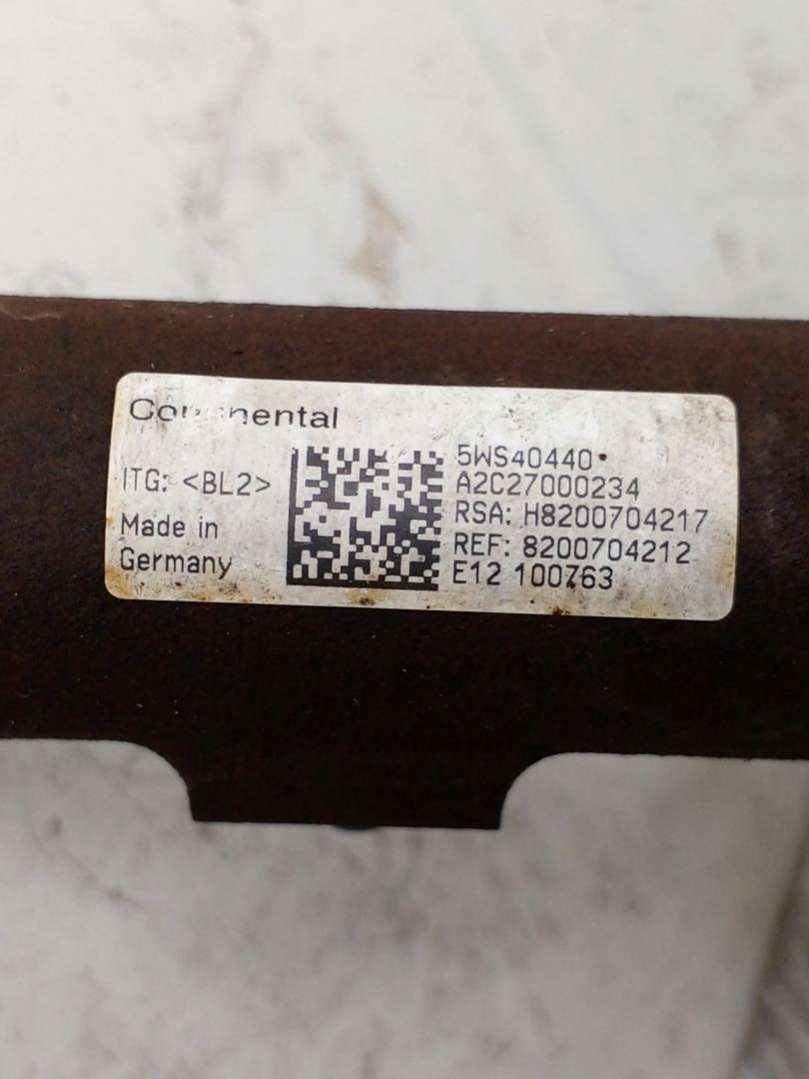 Continental
ITG: <BL2>
Made in
Germany
5WS40440
A2C27000234
RSA: H8200704217
REF: 8200704212
E12 100763